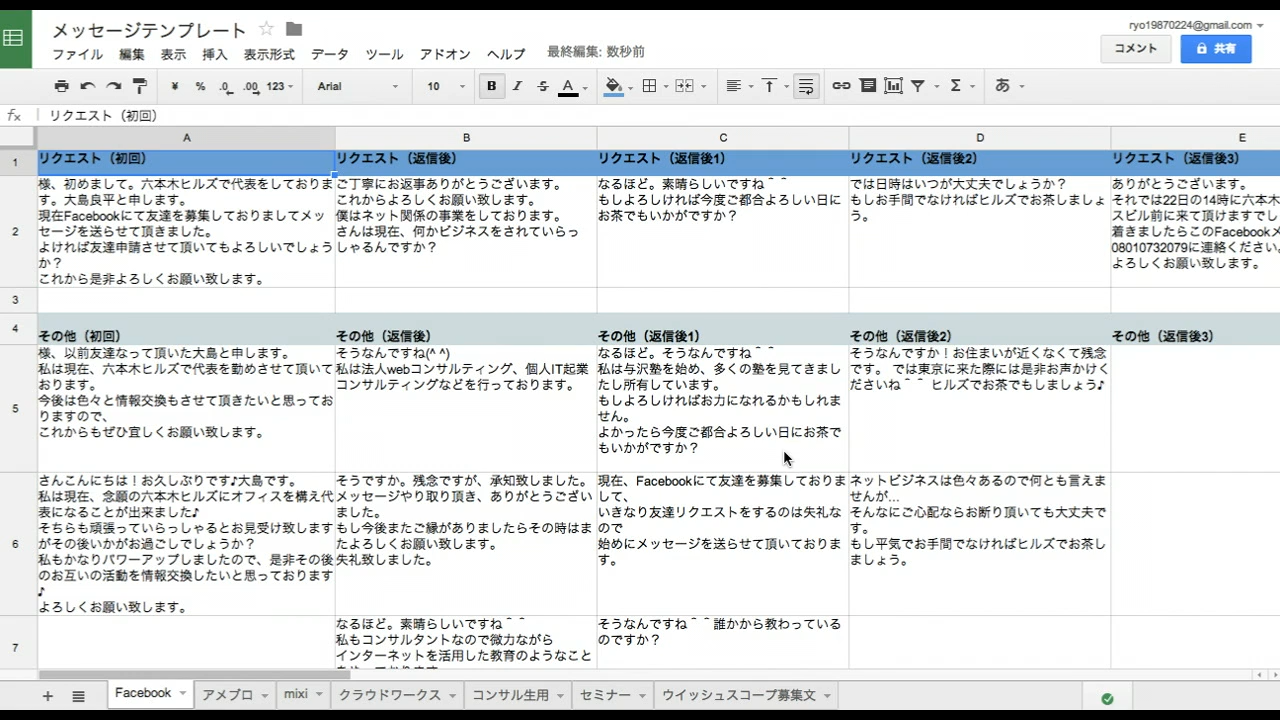 メッセージテンプレート
ryo19870224@gmail.com
ファイル 編集 表示 挿入 表示形式 データ ツール アドオン ヘルプ 最終編集: 数秒前
コメント 共有
¥ % .0 .00 123 Arial 10 B I S A Σ あ
fx リクエスト（初回）
A B C D E
1
リクエスト（初回）
リクエスト（返信後）
リクエスト（返信後1）
リクエスト（返信後2）
リクエスト（返信後3）
2
様、初めまして。六本木ヒルズで代表をしておりま
す。大島良平と申します。
現在Facebookにて友達を募集しておりましてメッ
セージを送らせて頂きました。
よければ友達申請させて頂いてもよろしいでしょう
か？
これから是非よろしくお願い致します。
ご丁寧にお返事ありがとうございます。
これからよろしくお願い致します。
僕はネット関係の事業をしております。
さんは現在、何かビジネスをされていらっ
しゃるんですか？
なるほど。素晴らしいですね＾＾
もしよろしければ今度ご都合よろしい日に
お茶でもいかがですか？
では日時はいつが大丈夫でしょうか？
もしお手間でなければヒルズでお茶しましょ
う。
ありがとうございます。
それでは22日の14時に六本木
スビル前に来て頂けますでし
着きましたらこのFacebookメ
08010732079に連絡ください。
よろしくお願い致します。
3
4
その他（初回）
その他（返信後）
その他（返信後1）
その他（返信後2）
その他（返信後3）
5
様、以前友達なって頂いた大島と申します。
私は現在、六本木ヒルズで代表を勤めさせて頂いて
おります。
今後は色々と情報交換もさせて頂きたいと思ってお
りますので、
これからもぜひ宜しくお願い致します。
そうなんですね(^ ^)
私は法人webコンサルティング、個人IT起業
コンサルティングなどを行っております。
なるほど。そうなんですね＾＾
私は与沢塾を始め、多くの塾を見てきまし
たし所有しています。
もしよろしければお力になれるかもしれま
せん。
よかったら今度ご都合よろしい日にお茶で
もいかがですか？
そうなんですか！お住まいが近くなくて残念
です。 では東京に来た際には是非お声かけく
ださいね＾＾ ヒルズでお茶でもしましょう♪
6
さんこんにちは！お久しぶりです♪大島です。
私は現在、念願の六本木ヒルズにオフィスを構え代
表になることが出来ました♪
そちらも頑張っていらっしゃるとお見受け致します
がその後いかがお過ごしでしょうか？
私もかなりパワーアップしましたので、是非その後
のお互いの活動を情報交換したいと思っております
♪
よろしくお願い致します。
そうですか。残念ですが、承知致しました。
メッセージやり取り頂き、ありがとうござい
ました。
もし今後またご縁がありましたらその時はま
たよろしくお願い致します。
失礼致しました。
現在、Facebookにて友達を募集しておりま
して、
いきなり友達リクエストをするのは失礼な
ので
始めにメッセージを送らせて頂いておりま
す。
ネットビジネスは色々あるので何とも言えま
せんが...
そんなにご心配ならお断り頂いても大丈夫で
す。
もし平気でお手間でなければヒルズでお茶し
ましょう。
7
なるほど。素晴らしいですね＾＾
私もコンサルタントなので微力ながら
インターネットを活用した教育のようなこと
そうなんですね＾＾誰かから教わっている
のですか？
Facebook アメブロ mixi クラウドワークス コンサル生用 セミナー ウイッシュスコープ募集文